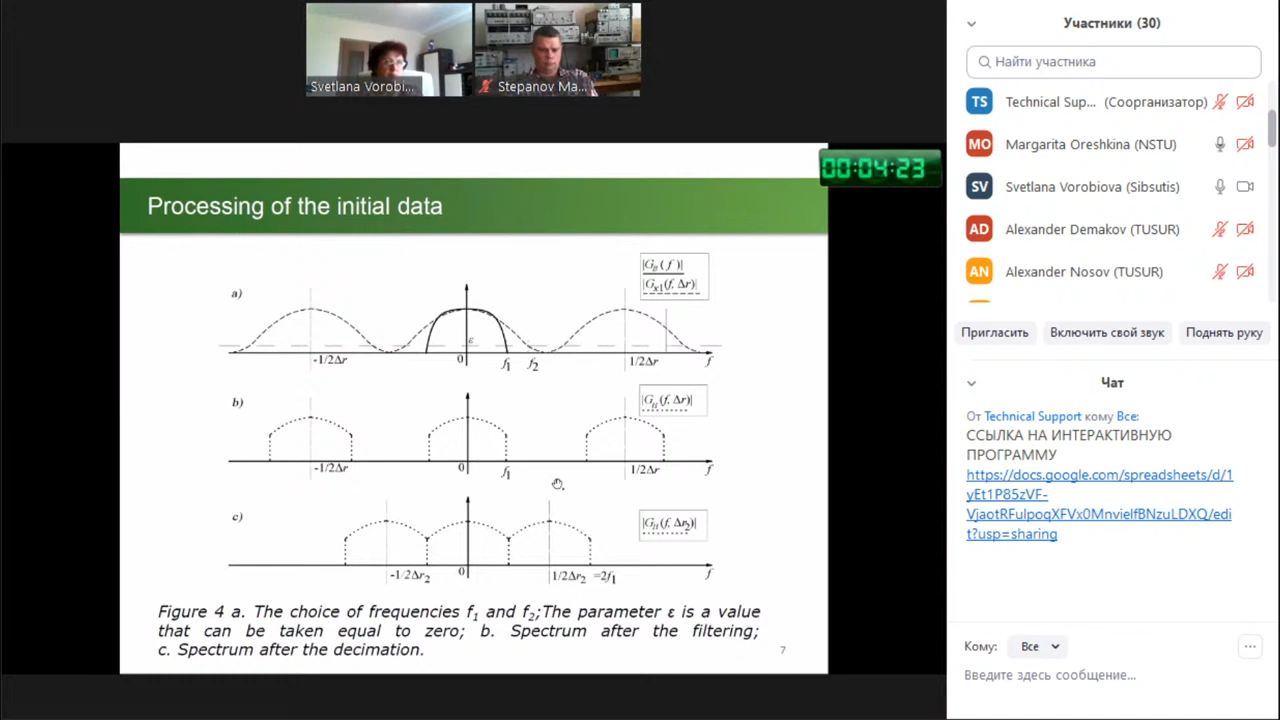 Svetlana Vorobi...
Stepanov Ma...
00:04:23
Processing of the initial data
a)
-1/2Δr
0
ε
f₁
f₂
1/2Δr
f
|G_Д(f)|
|G_x1(f, Δr)|
b)
-1/2Δr
0
f₁
1/2Δr
f
c)
-1/2Δr₂
0
1/2Δr₂ =2f₁
f
Figure 4 a. The choice of frequencies f₁ and f₂;The parameter ε is a value
that can be taken equal to zero; b. Spectrum after the filtering;
c. Spectrum after the decimation.
7
Участники (30)
Найти участника
TS Technical Sup... (Соорганизатор)
MO Margarita Oreshkina (NSTU)
SV Svetlana Vorobiova (Sibsutis)
AD Alexander Demakov (TUSUR)
AN Alexander Nosov (TUSUR)
Пригласить Включить свой звук Поднять руку
Чат
От Technical Support кому Все:
ССЫЛКА НА ИНТЕРАКТИВНУЮ
ПРОГРАММУ
https://docs.google.com/spreadsheets/d/1
yEt1P85zVF-
VjaotRFulpoqXFVx0MnvielfBNzuLDXQ/edi
t?usp=sharing
Кому: Все
Введите здесь сообщение...